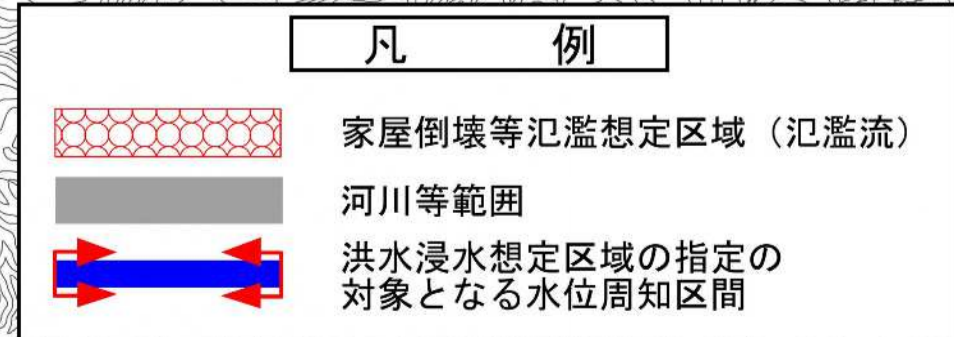 凡 例
家屋倒壊等氾濫想定区域（氾濫流）
河川等範囲
洪水浸水想定区域の指定の
対象となる水位周知区間